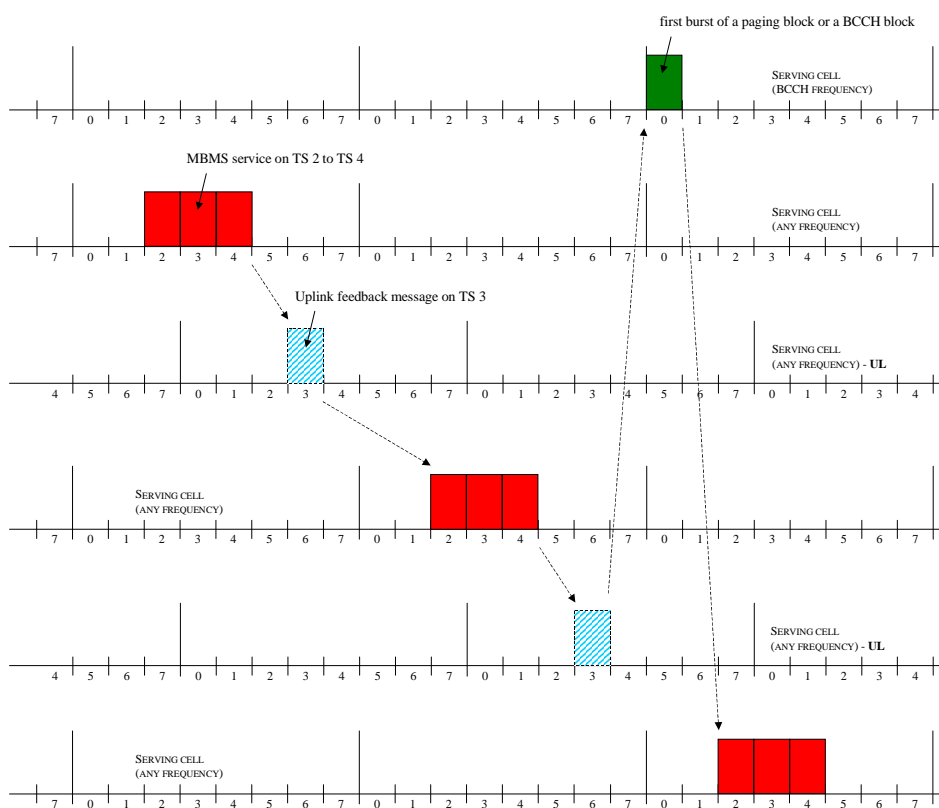 first burst of a paging block or a BCCH block
SERVING CELL
(BCCH FREQUENCY)
7 0 1 2 3 4 5 6 7 0 1 2 3 4 5 6 7 0 1 2 3 4 5 6 7
MBMS service on TS 2 to TS 4
SERVING CELL
(ANY FREQUENCY)
7 0 1 2 3 4 5 6 7 0 1 2 3 4 5 6 7 0 1 2 3 4 5 6 7
Uplink feedback message on TS 3
SERVING CELL
(ANY FREQUENCY) - UL
4 5 6 7 0 1 2 3 4 5 6 7 0 1 2 3 4 5 6 7 0 1 2 3 4
SERVING CELL
(ANY FREQUENCY)
7 0 1 2 3 4 5 6 7 0 1 2 3 4 5 6 7 0 1 2 3 4 5 6 7
SERVING CELL
(ANY FREQUENCY) - UL
4 5 6 7 0 1 2 3 4 5 6 7 0 1 2 3 4 5 6 7 0 1 2 3 4
SERVING CELL
(ANY FREQUENCY)
7 0 1 2 3 4 5 6 7 0 1 2 3 4 5 6 7 0 1 2 3 4 5 6 7